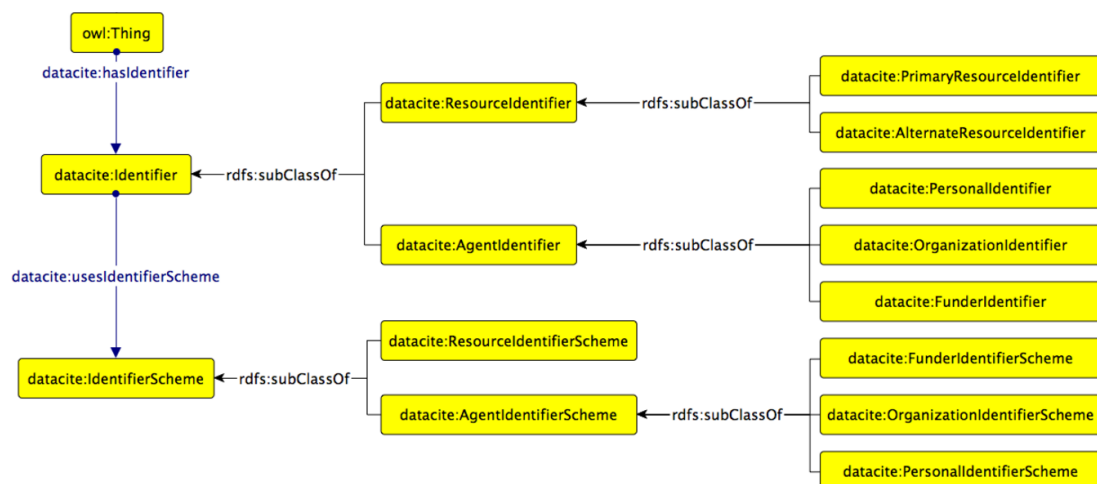 owl:Thing
datacite:hasIdentifier
datacite:Identifier
datacite:usesIdentifierScheme
datacite:IdentifierScheme
rdfs:subClassOf
datacite:ResourceIdentifier
rdfs:subClassOf
datacite:PrimaryResourceIdentifier
datacite:AlternateResourceIdentifier
datacite:AgentIdentifier
rdfs:subClassOf
datacite:PersonalIdentifier
datacite:OrganizationIdentifier
datacite:FunderIdentifier
rdfs:subClassOf
datacite:ResourceIdentifierScheme
datacite:AgentIdentifierScheme
rdfs:subClassOf
datacite:FunderIdentifierScheme
datacite:OrganizationIdentifierScheme
datacite:PersonalIdentifierScheme